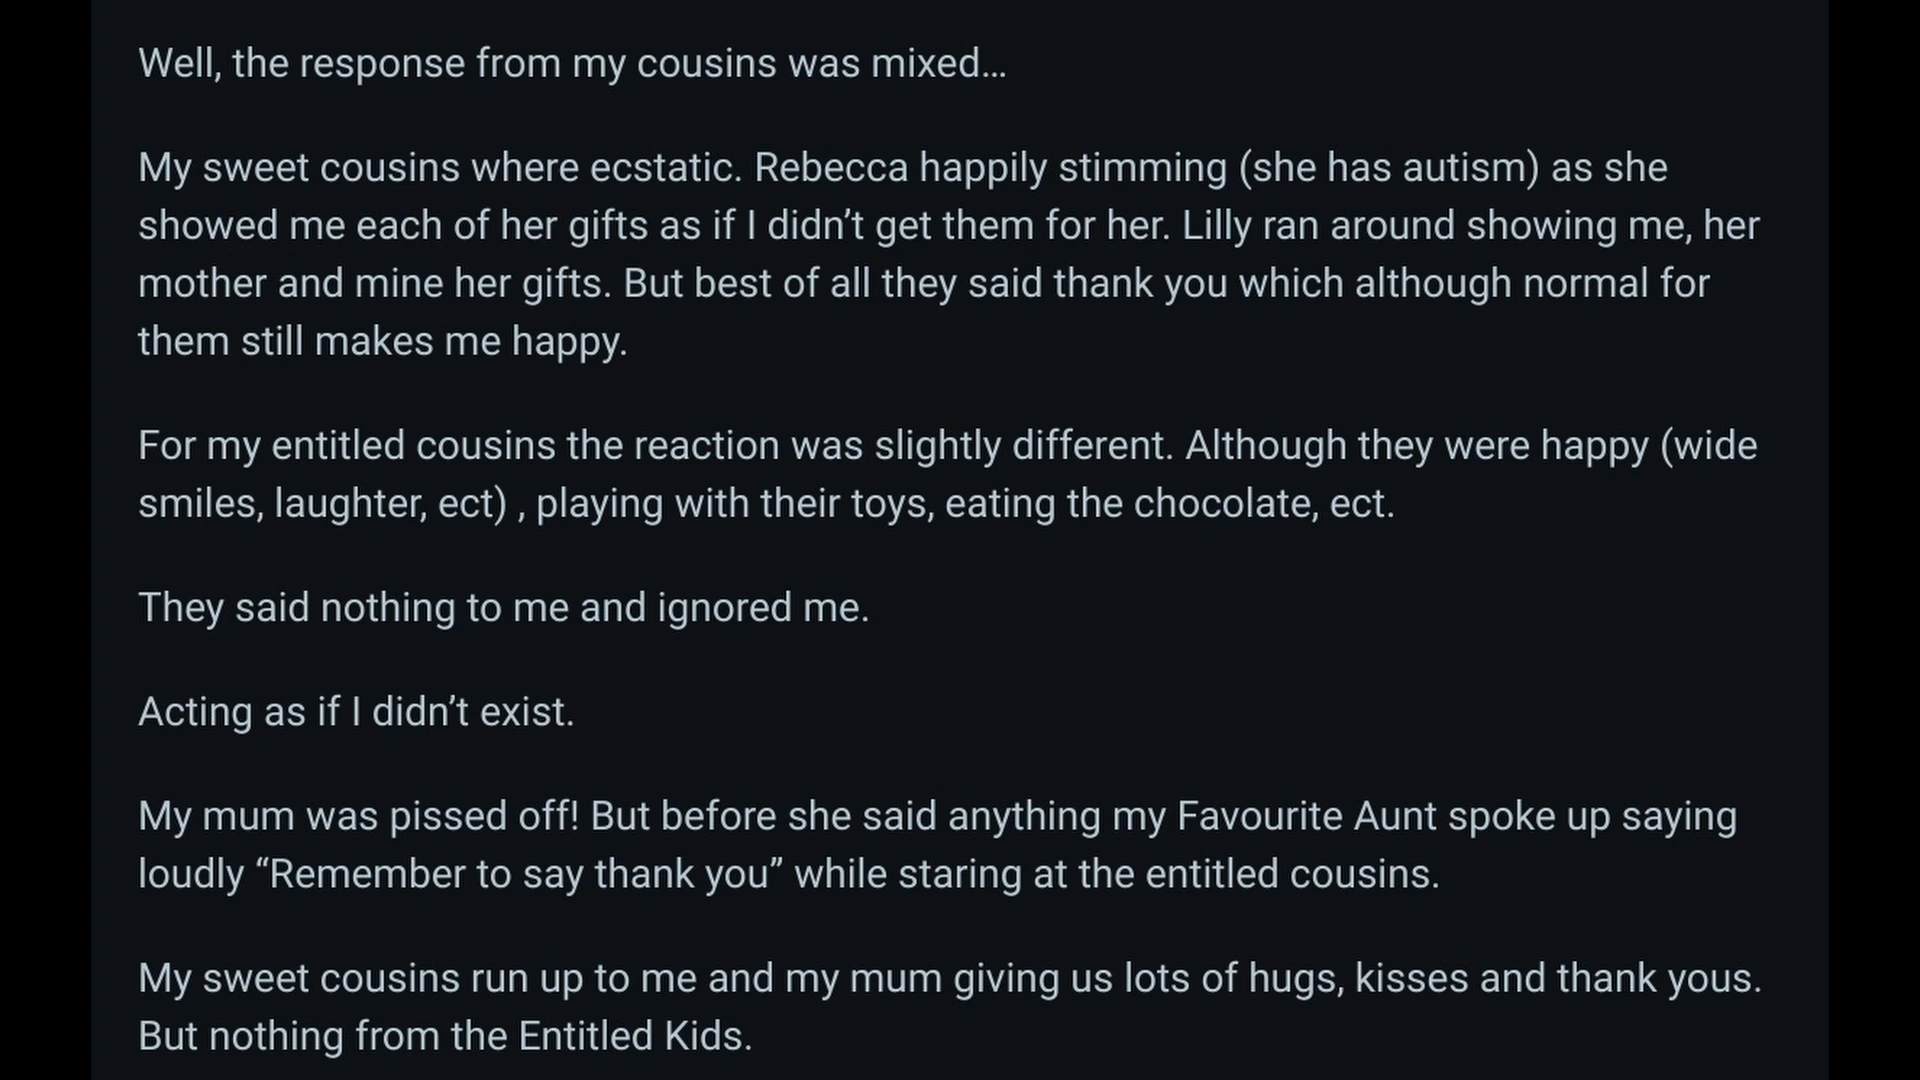 Well, the response from my cousins was mixed…
My sweet cousins where ecstatic. Rebecca happily stimming (she has autism) as she
showed me each of her gifts as if I didn’t get them for her. Lilly ran around showing me, her
mother and mine her gifts. But best of all they said thank you which although normal for
them still makes me happy.
For my entitled cousins the reaction was slightly different. Although they were happy (wide
smiles, laughter, ect) , playing with their toys, eating the chocolate, ect.
They said nothing to me and ignored me.
Acting as if I didn’t exist.
My mum was pissed off! But before she said anything my Favourite Aunt spoke up saying
loudly “Remember to say thank you” while staring at the entitled cousins.
My sweet cousins run up to me and my mum giving us lots of hugs, kisses and thank yous.
But nothing from the Entitled Kids.